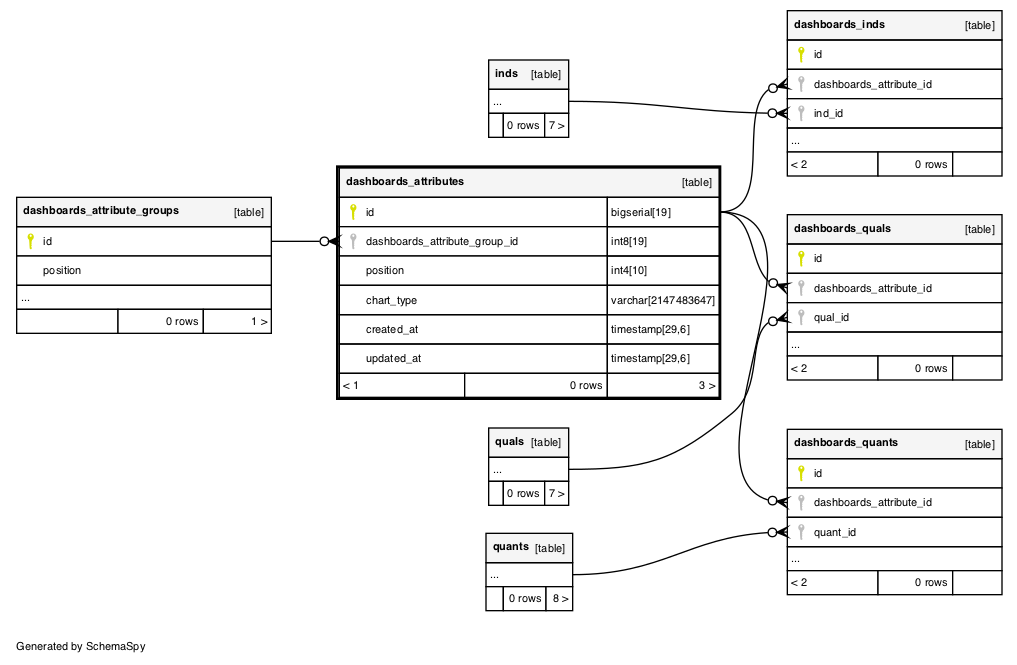 dashboards_inds [table]
id
dashboards_attribute_id
ind_id
...
< 2 0 rows
inds [table]
...
0 rows 7 >
dashboards_attributes [table]
id bigserial[19]
dashboards_attribute_group_id int8[19]
position int4[10]
chart_type varchar[2147483647]
created_at timestamp[29,6]
updated_at timestamp[29,6]
< 1 0 rows 3 >
dashboards_attribute_groups [table]
id
position
...
0 rows 1 >
dashboards_quals [table]
id
dashboards_attribute_id
qual_id
...
< 2 0 rows
quals [table]
...
0 rows 7 >
dashboards_quants [table]
id
dashboards_attribute_id
quant_id
...
< 2 0 rows
quants [table]
...
0 rows 8 >
Generated by SchemaSpy